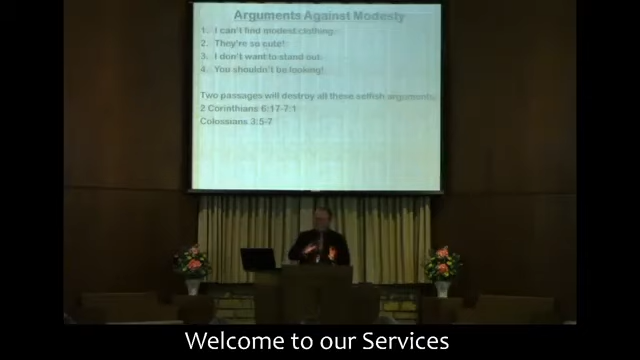 Arguments Against Modesty
1. I can't find modest clothing.
2. They're so cute!
3. I don't want to stand out.
4. You shouldn't be looking!
Two passages will destroy all these selfish arguments.
2 Corinthians 6:17-7:1
Colossians 3:5-7
Welcome to our Services